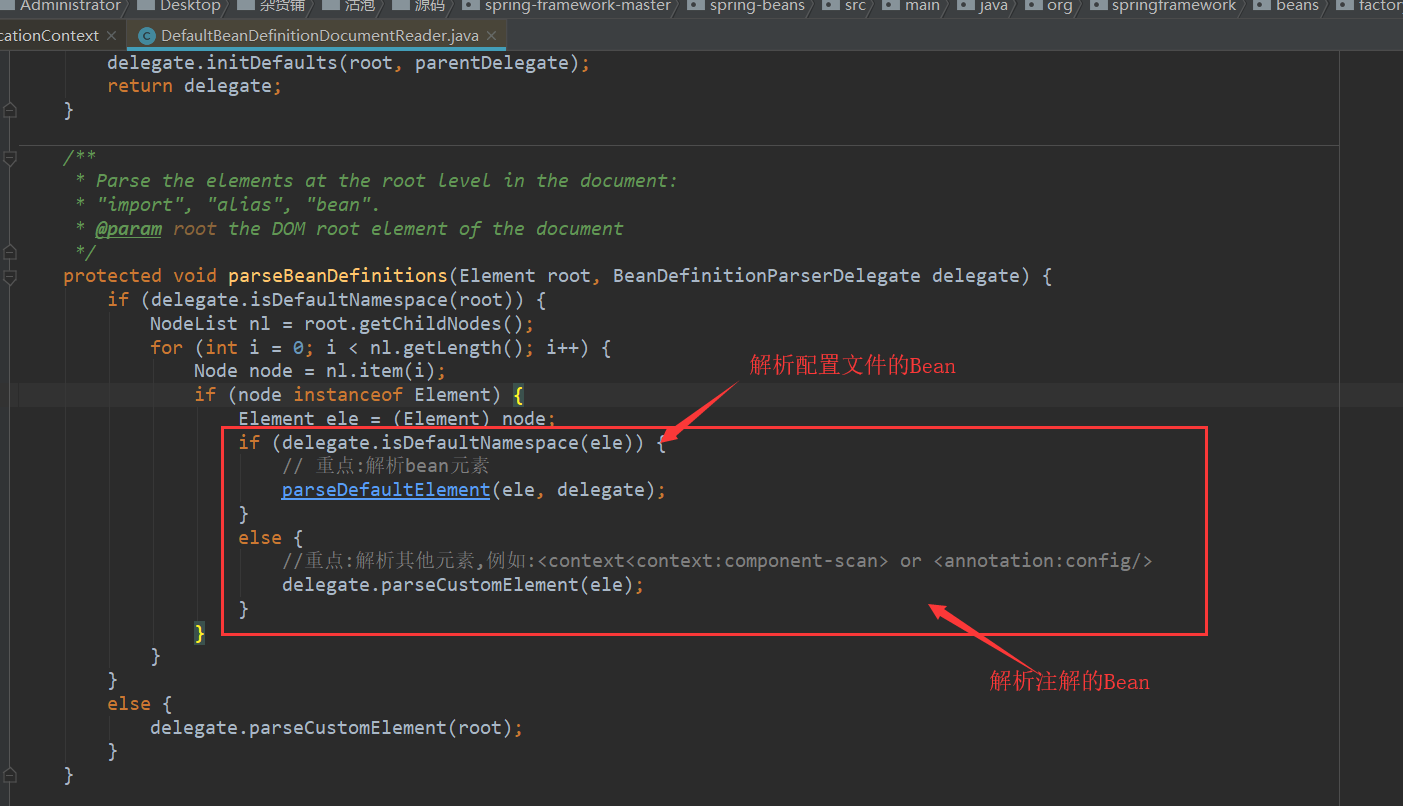 Administrator Desktop 杂货铺 活泡 源码 spring-framework-master spring-beans src main java org springframework beans factor
cationContext × C DefaultBeanDefinitionDocumentReader.java ×
delegate.initDefaults(root, parentDelegate);
return delegate;
}
/**
* Parse the elements at the root level in the document:
* "import", "alias", "bean".
* @param root the DOM root element of the document
*/
protected void parseBeanDefinitions(Element root, BeanDefinitionParserDelegate delegate) {
if (delegate.isDefaultNamespace(root)) {
NodeList nl = root.getChildNodes();
for (int i = 0; i < nl.getLength(); i++) {
解析配置文件的Bean
Node node = nl.item(i);
if (node instanceof Element) {
Element ele = (Element) node;
if (delegate.isDefaultNamespace(ele)) {
// 重点:解析bean元素
parseDefaultElement(ele, delegate);
}
else {
//重点:解析其他元素,例如:<context<context:component-scan> or <annotation:config/>
delegate.parseCustomElement(ele);
}
}
}
}
解析注解的Bean
else {
delegate.parseCustomElement(root);
}
}